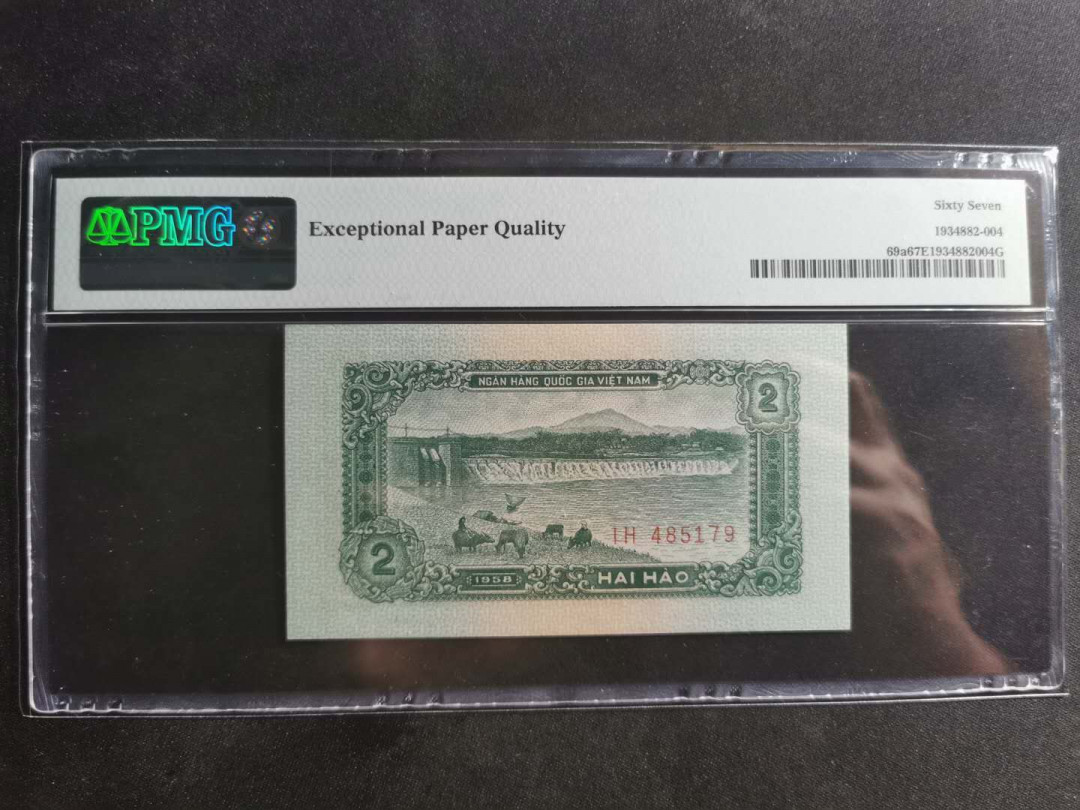 PMG
Exceptional Paper Quality
Sixty Seven
1934882-004
69a67E1934882004G
NGÂN HÀNG QUỐC GIA VIỆT NAM
2
IH 485179
2
1958
HAI HÀO